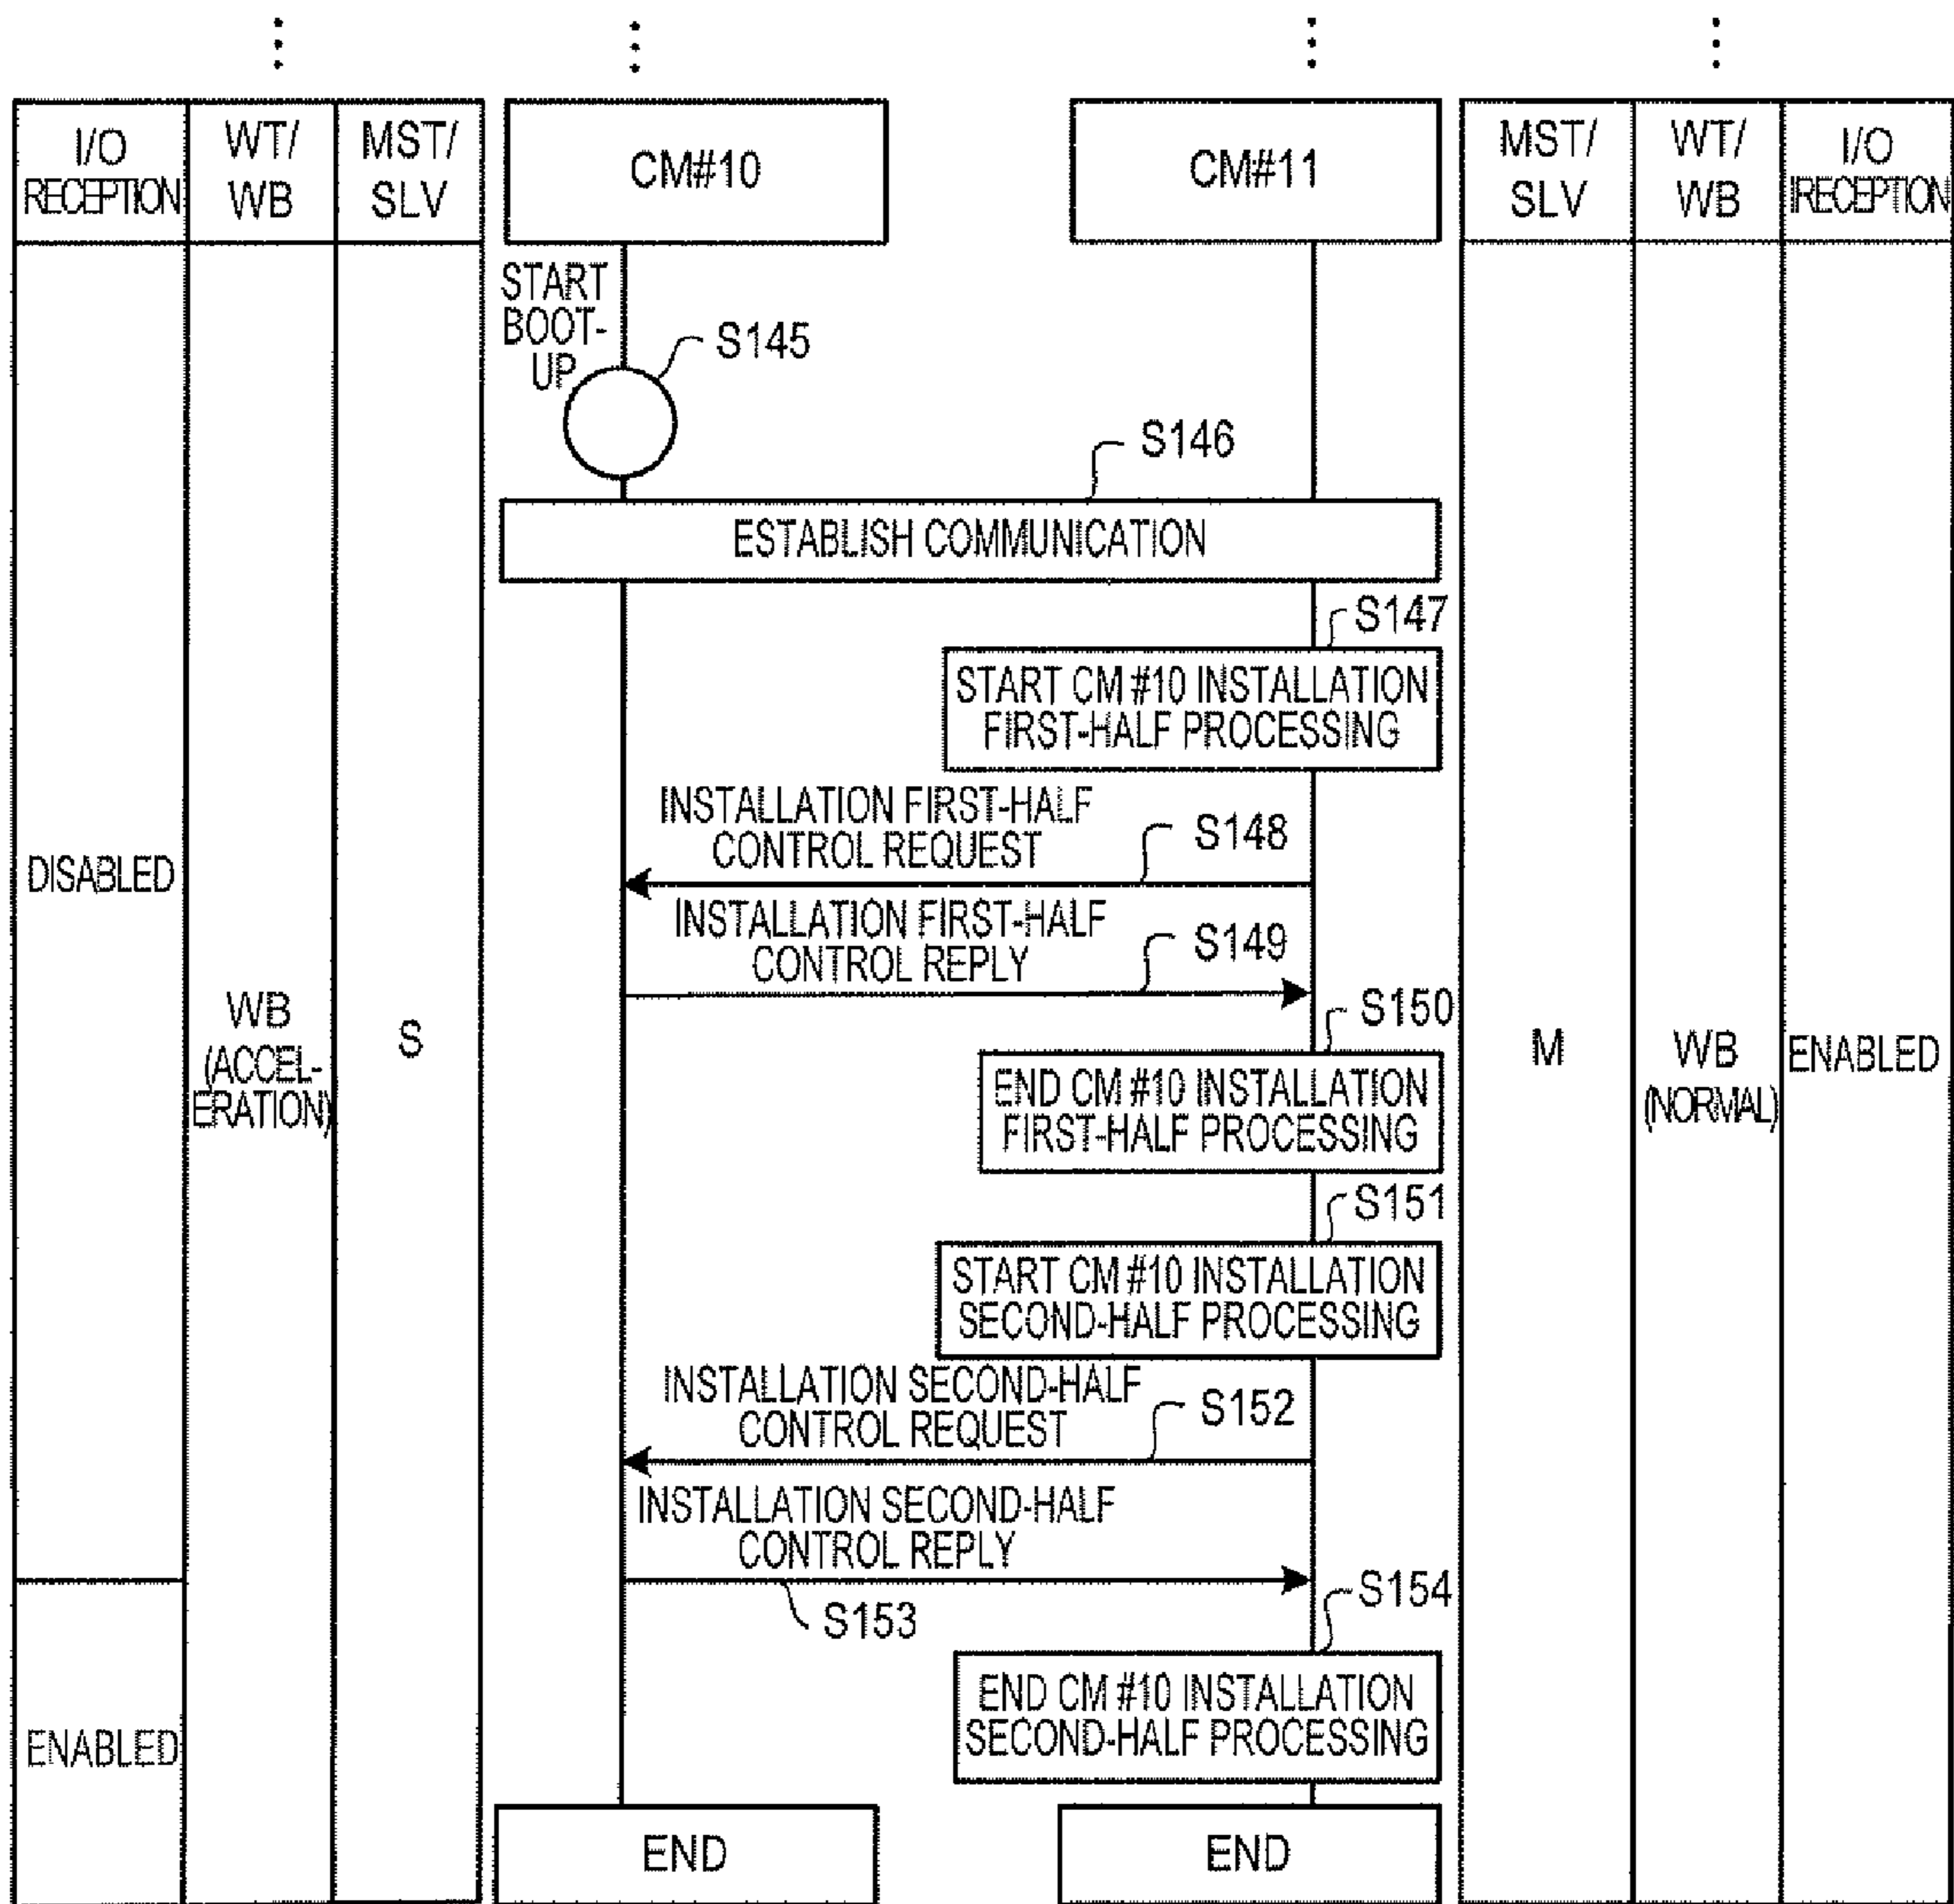 I/O
RECEPTION
WT/
WB
MST/
SLV
CM#10
CM#11
MST/
SLV
WT/
WB
I/O
RECEPTION
START
BOOT-
UP
S145
S146
ESTABLISH COMMUNICATION
S147
START CM #10 INSTALLATION
FIRST-HALF PROCESSING
INSTALLATION FIRST-HALF
CONTROL REQUEST
S148
DISABLED
INSTALLATION FIRST-HALF
CONTROL REPLY
S149
WB
(ACCEL-
ERATION)
S
S150
END CM #10 INSTALLATION
FIRST-HALF PROCESSING
M
WB
(NORMAL)
ENABLED
S151
START CM #10 INSTALLATION
SECOND-HALF PROCESSING
INSTALLATION SECOND-HALF
CONTROL REQUEST
S152
INSTALLATION SECOND-HALF
CONTROL REPLY
S153
S154
END CM #10 INSTALLATION
SECOND-HALF PROCESSING
ENABLED
END
END